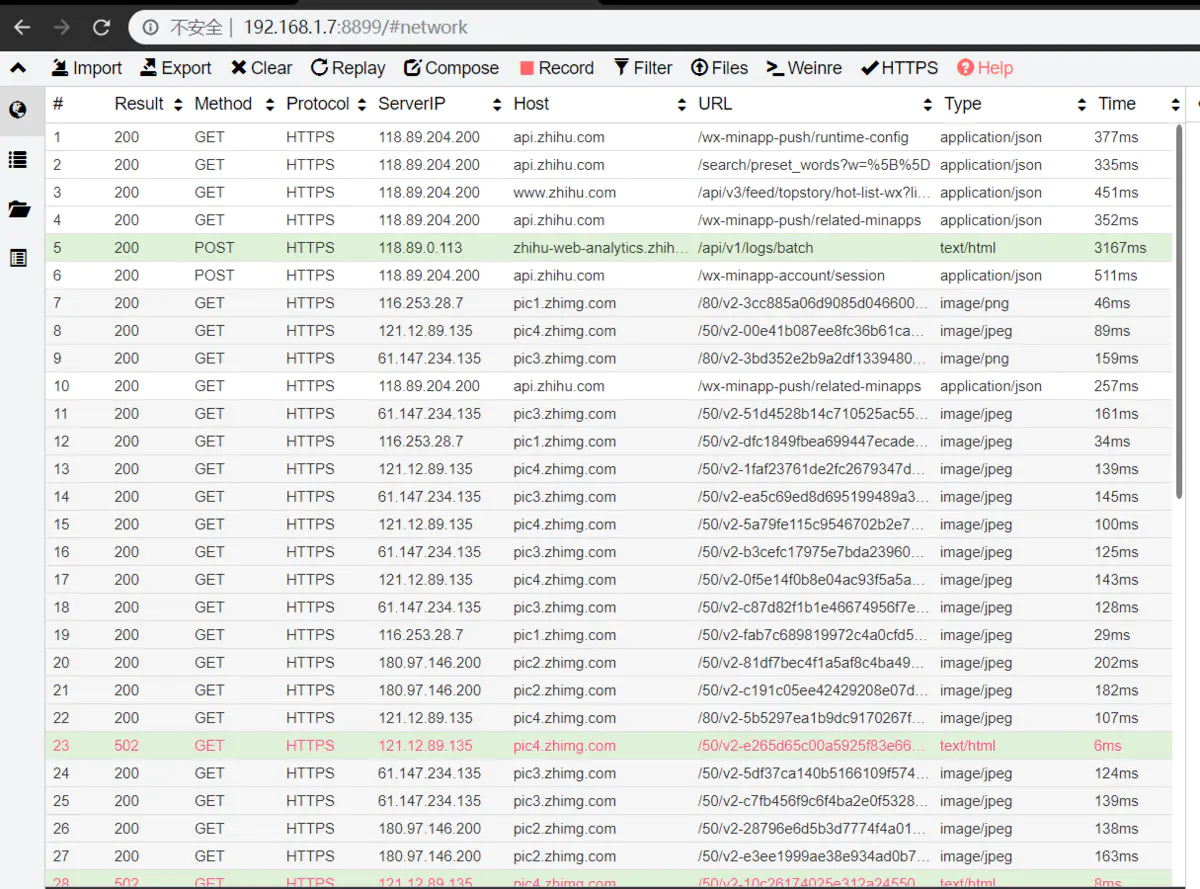 不安全 | 192.168.1.7:8899/#network
Import Export Clear Replay Compose Record Filter Files Weinre HTTPS Help
# Result Method Protocol ServerIP Host URL Type Time
1 200 GET HTTPS 118.89.204.200 api.zhihu.com /wx-minapp-push/runtime-config application/json 377ms
2 200 GET HTTPS 118.89.204.200 api.zhihu.com /search/preset_words?w=%5B%5D application/json 335ms
3 200 GET HTTPS 118.89.204.200 www.zhihu.com /api/v3/feed/topstory/hot-list-wx?li... application/json 451ms
4 200 GET HTTPS 118.89.204.200 api.zhihu.com /wx-minapp-push/related-minapps application/json 352ms
5 200 POST HTTPS 118.89.0.113 zhihu-web-analytics.zhih... /api/v1/logs/batch text/html 3167ms
6 200 POST HTTPS 118.89.204.200 api.zhihu.com /wx-minapp-account/session application/json 511ms
7 200 GET HTTPS 116.253.28.7 pic1.zhimg.com /80/v2-3cc885a06d9085d046600... image/png 46ms
8 200 GET HTTPS 121.12.89.135 pic4.zhimg.com /50/v2-00e41b087ee8fc36b61ca... image/jpeg 89ms
9 200 GET HTTPS 61.147.234.135 pic3.zhimg.com /80/v2-3bd352e2b9a2df1339480... image/png 159ms
10 200 GET HTTPS 118.89.204.200 api.zhihu.com /wx-minapp-push/related-minapps application/json 257ms
11 200 GET HTTPS 61.147.234.135 pic3.zhimg.com /50/v2-51d4528b14c710525ac55... image/jpeg 161ms
12 200 GET HTTPS 116.253.28.7 pic1.zhimg.com /50/v2-dfc1849fbea699447ecade... image/jpeg 34ms
13 200 GET HTTPS 121.12.89.135 pic4.zhimg.com /50/v2-1faf23761de2fc2679347d... image/jpeg 139ms
14 200 GET HTTPS 61.147.234.135 pic3.zhimg.com /50/v2-ea5c69ed8d695199489a3... image/jpeg 145ms
15 200 GET HTTPS 121.12.89.135 pic4.zhimg.com /50/v2-5a79fe115c9546702b2e7... image/jpeg 100ms
16 200 GET HTTPS 61.147.234.135 pic3.zhimg.com /50/v2-b3cefc17975e7bda23960... image/jpeg 125ms
17 200 GET HTTPS 121.12.89.135 pic4.zhimg.com /50/v2-0f5e14f0b8e04ac93f5a5a... image/jpeg 143ms
18 200 GET HTTPS 61.147.234.135 pic3.zhimg.com /50/v2-c87d82f1b1e46674956f7e... image/jpeg 128ms
19 200 GET HTTPS 116.253.28.7 pic1.zhimg.com /50/v2-fab7c689819972c4a0cfd5... image/jpeg 29ms
20 200 GET HTTPS 180.97.146.200 pic2.zhimg.com /50/v2-81df7bec4f1a5af8c4ba49... image/jpeg 202ms
21 200 GET HTTPS 180.97.146.200 pic2.zhimg.com /50/v2-c191c05ee42429208e07d... image/jpeg 182ms
22 200 GET HTTPS 121.12.89.135 pic4.zhimg.com /80/v2-5b5297ea1b9dc9170267f... image/jpeg 107ms
23 502 GET HTTPS 121.12.89.135 pic4.zhimg.com /50/v2-e265d65c00a5925f83e66... text/html 6ms
24 200 GET HTTPS 61.147.234.135 pic3.zhimg.com /50/v2-5df37ca140b5166109f574... image/jpeg 124ms
25 200 GET HTTPS 61.147.234.135 pic3.zhimg.com /50/v2-c7fb456f9c6f4ba2e0f5328... image/jpeg 139ms
26 200 GET HTTPS 180.97.146.200 pic2.zhimg.com /50/v2-28796e6d5b3d7774f4a01... image/jpeg 138ms
27 200 GET HTTPS 180.97.146.200 pic2.zhimg.com /50/v2-e3ee1999ae38e934ad0b7... image/jpeg 163ms
28 502 GET HTTPS 121.12.89.135 pic4.zhimg.com /50/v2-10c26174025e312a24550... text/html 8ms